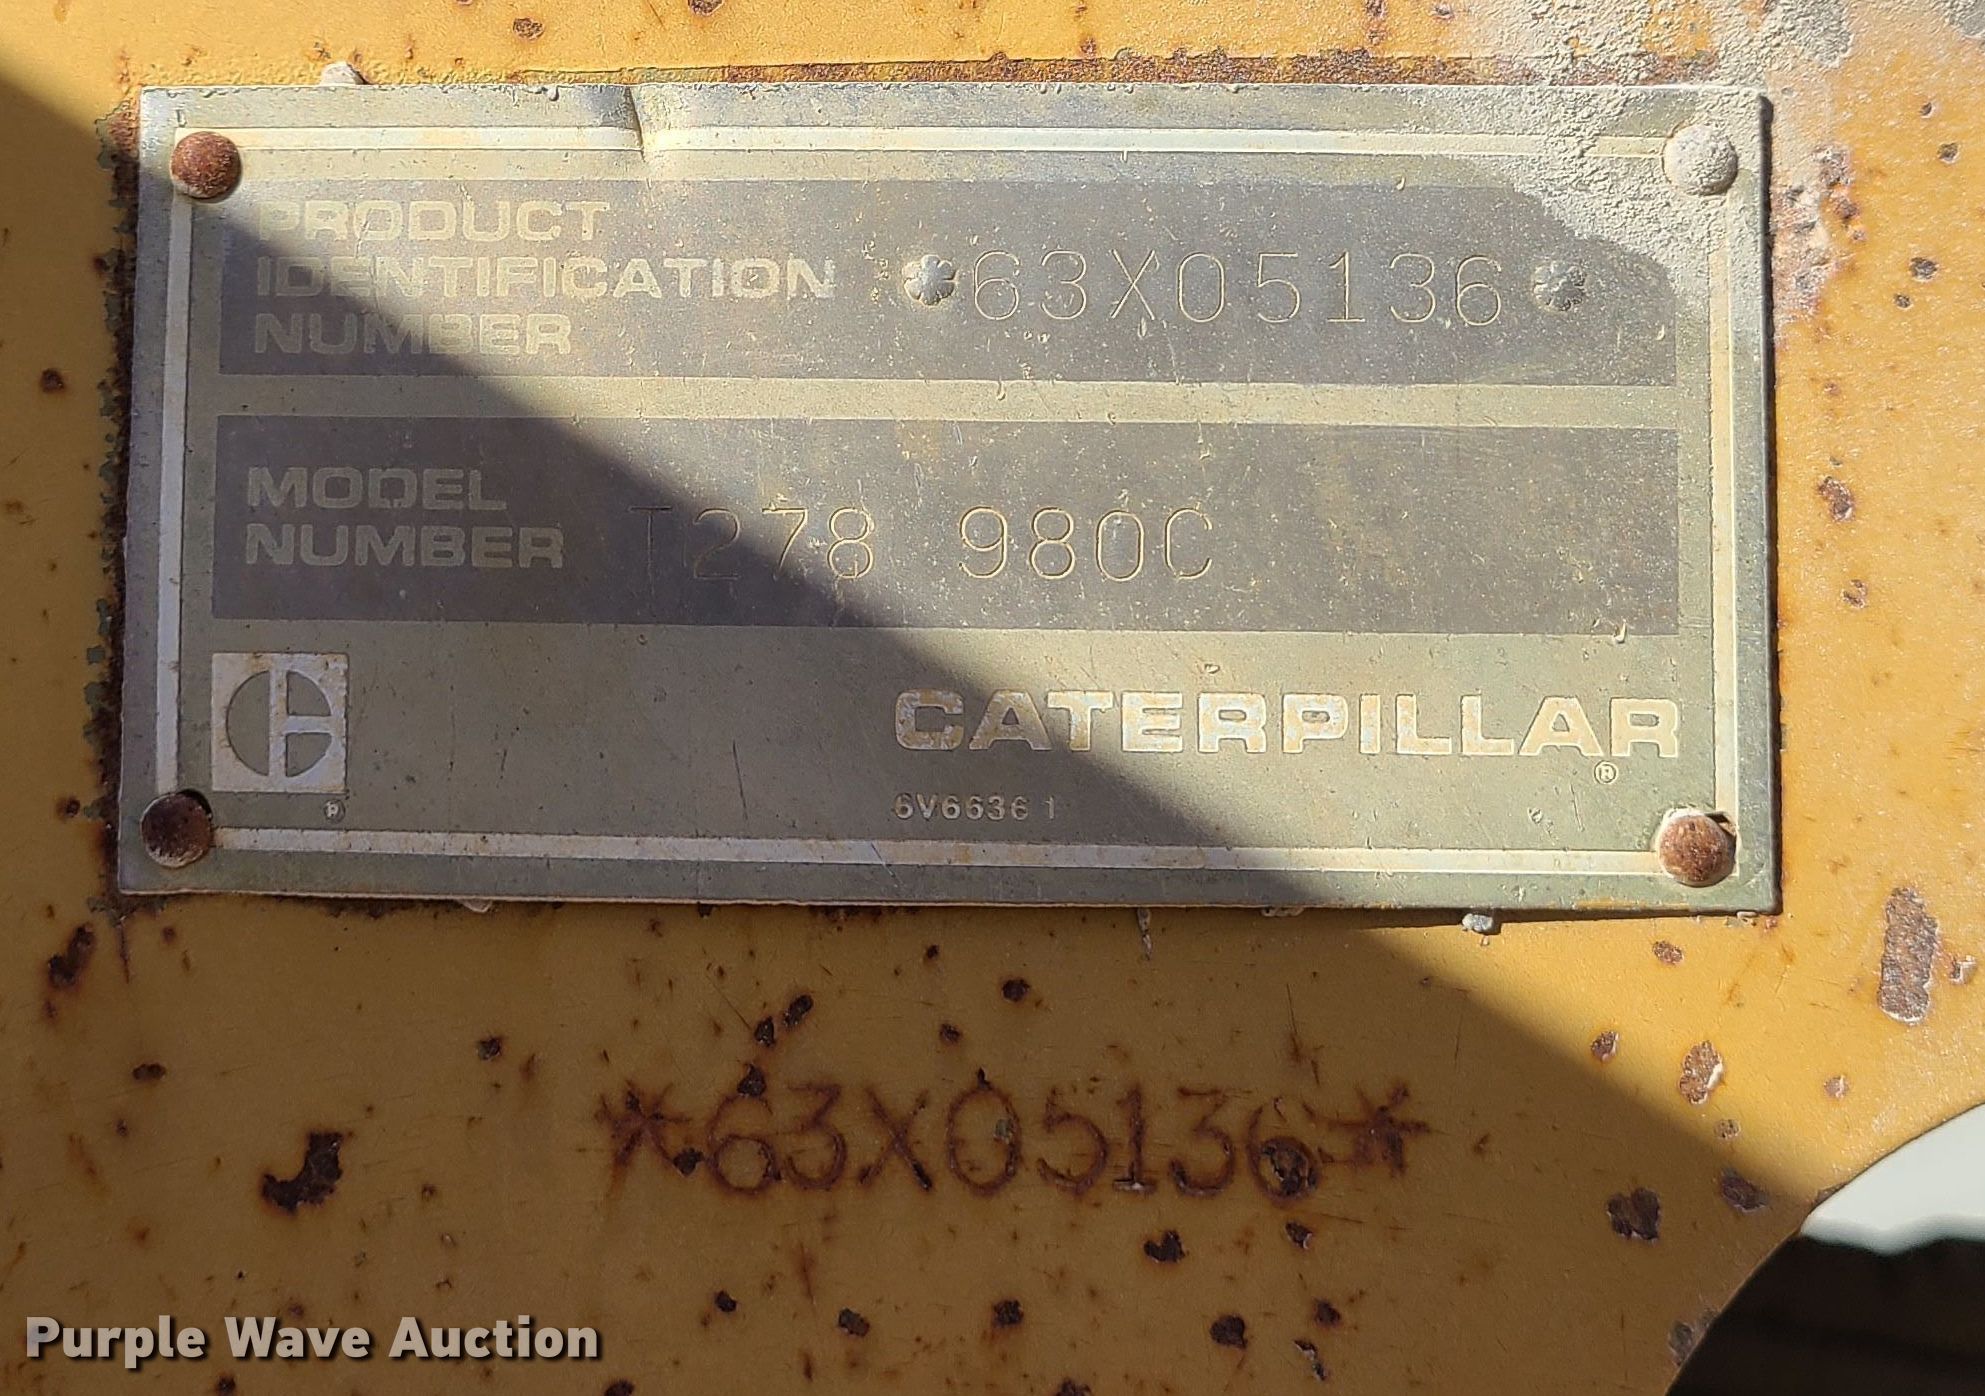 PRODUCT
IDENTIFICATION
NUMBER
*63X05136*
MODEL
NUMBER
T278 980C
CATERPILLAR
®
®
6V6636 1
*63X05136*
Purple Wave Auction